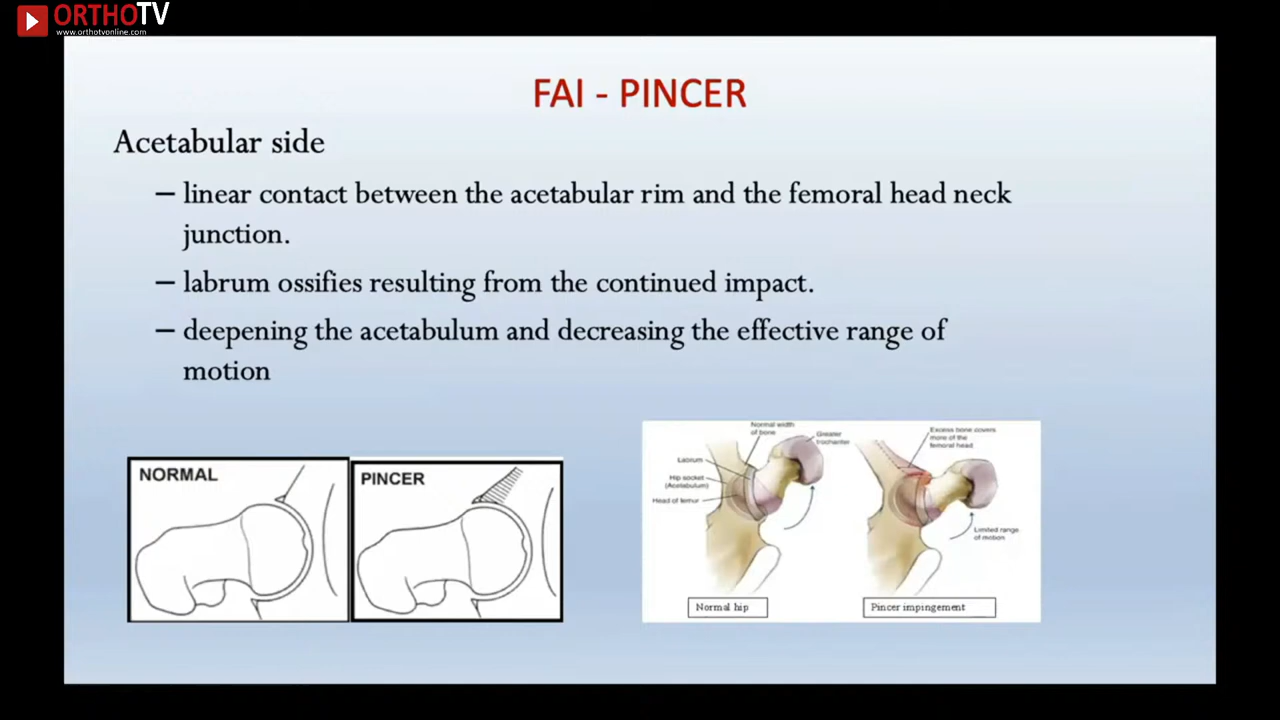 ORTHOTV
www.orthotvonline.com
FAI - PINCER
Acetabular side
– linear contact between the acetabular rim and the femoral head neck
junction.
– labrum ossifies resulting from the continued impact.
– deepening the acetabulum and decreasing the effective range of
motion
NORMAL
PINCER
Normal width
of bone
Greater
trochanter
Labrum
Hip socket
(Acetabulum)
Head of femur
Normal hip
Excess bone covers
more of the
femoral head
Limited range
of motion
Pincer impingement